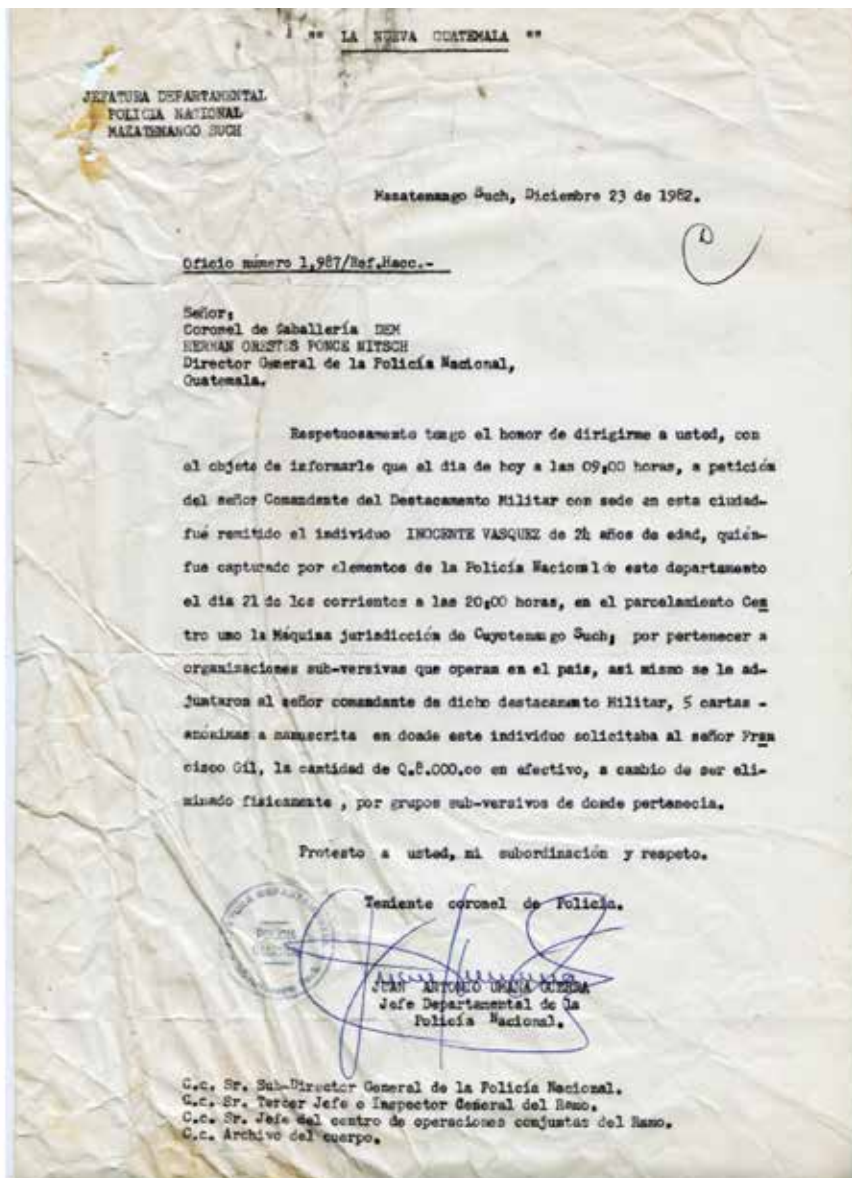 ** LA NUEVA GUATEMALA **
JEFATURA DEPARTAMENTAL
POLICIA NACIONAL
MAZATENANGO SUCH
Mazatenango Such, Diciembre 23 de 1982.
Oficio número 1,987/Ref.Hacc.-
Señor:
Coronel de Caballería DEM
HERNAN ORESTES PONCE NITSCH
Director General de la Policía Nacional,
Guatemala.
Respetuosamente tengo el honor de dirigirme a usted, con
el objeto de informarle que el dia de hoy a las 09:00 horas, a petición
del señor Comandante del Destacamento Militar con sede en esta ciudad-
fué remitido el individuo INOCENTE VASQUEZ de 24 años de edad, quién-
fue capturado por elementos de la Policía Nacional de este departamento
el dia 21 de los corrientes a las 20:00 horas, en el parcelamiento Cen
tro uno la Máquina jurisdicción de Cuyotenango Such; por pertenecer a
organizaciones sub-versivas que operan en el pais, asi mismo se le ad-
juntaron al señor comandante de dicho destacamento Militar, 5 cartas -
anónimas a manuscrita en donde este individuo solicitaba al señor Fran
cisco Gil, la cantidad de Q.8.000.oo en efectivo, a cambio de ser eli-
minado fisicamente , por grupos sub-versivos de donde pertenecia.
Protesto a usted, mi subordinación y respeto.
Teniente coronel de Policía.
POLICIA
JUAN ANTONIO UMAÑA GUERRA
Jefe Departamental de la
Policía Nacional.
C.c. Sr. Sub-Director General de la Policía Nacional.
C.c. Sr. Tercer Jefe o Inspector General del Ramo.
C.c. Sr. Jefe del centro de operaciones conjuntas del Ramo.
C.c. Archivo del cuerpo.